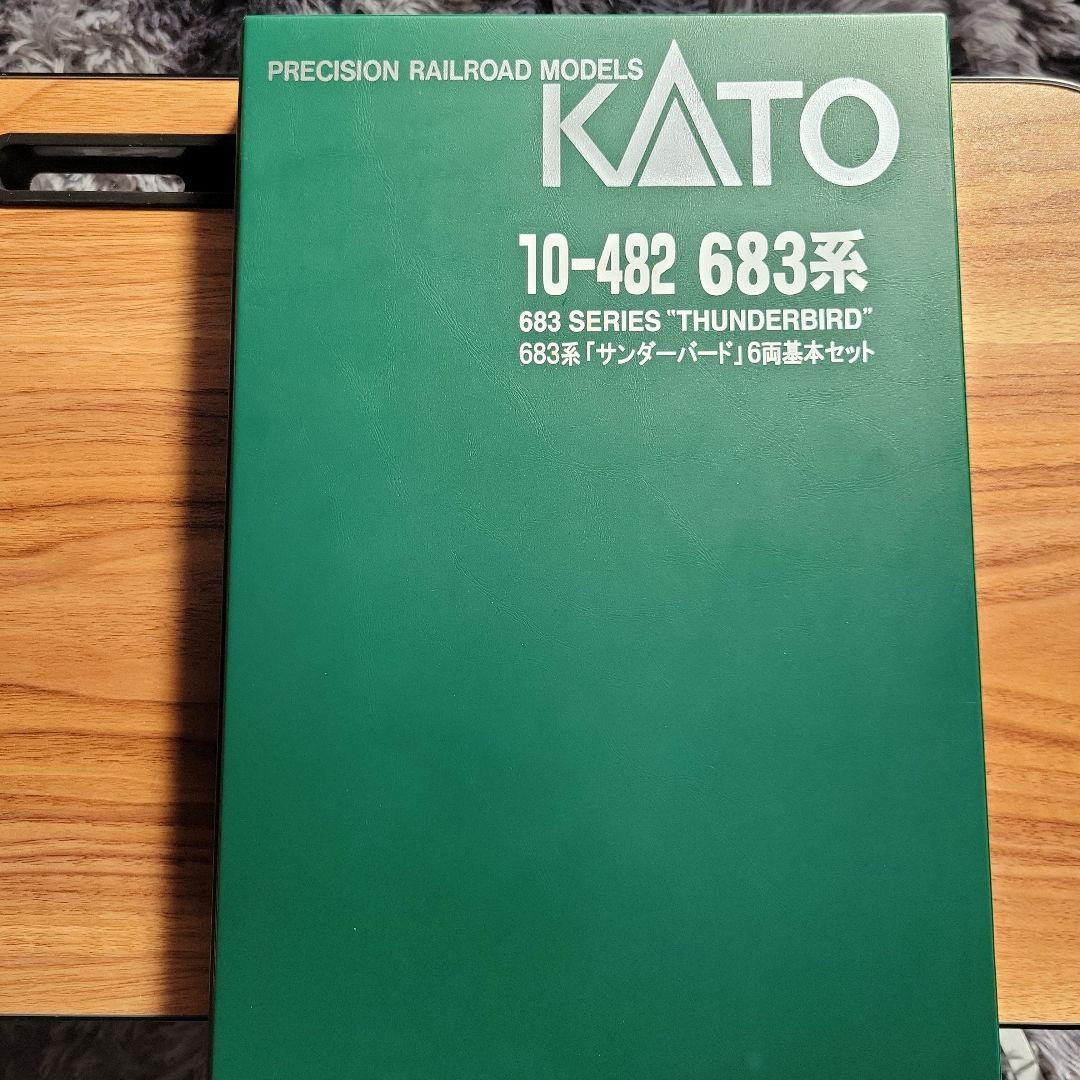 PRECISION RAILROAD MODELS
KATO
10-482 683系
683 SERIES "THUNDERBIRD"
683系「サンダーバード」6両基本セット